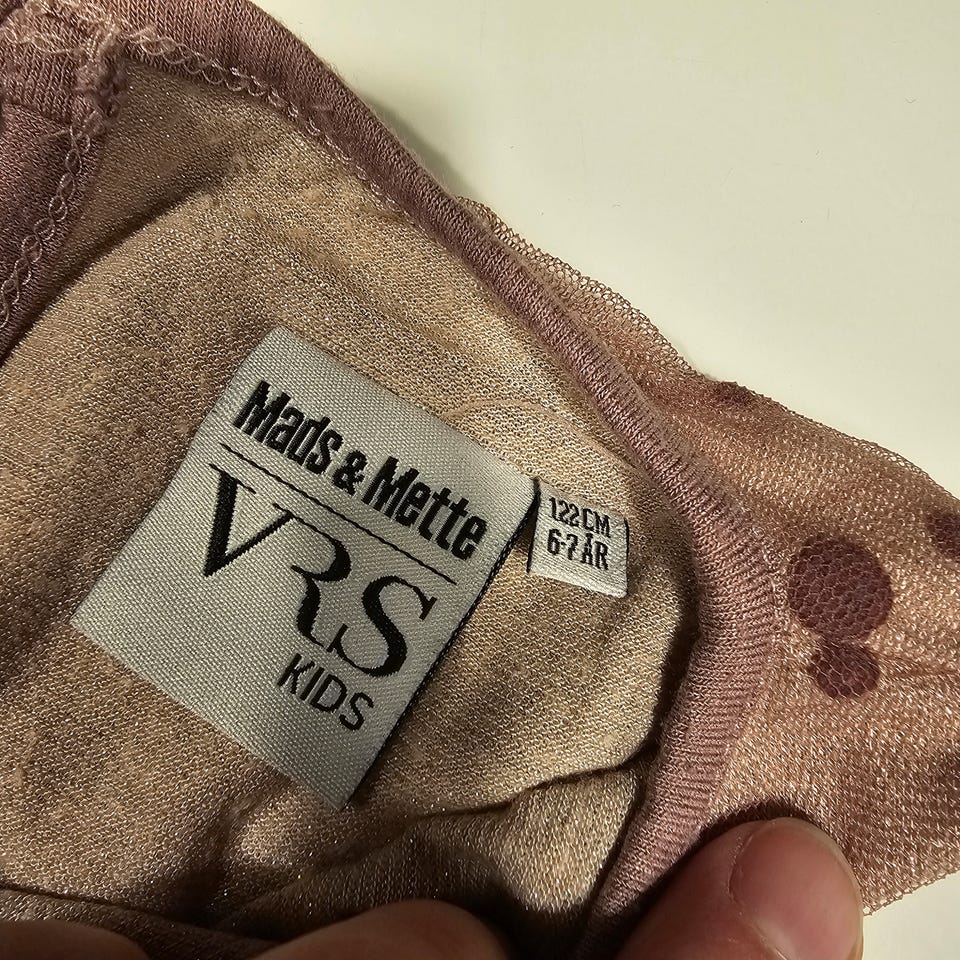 Mads & Mette
VRS
KIDS
122 CM
6-7 ÅR